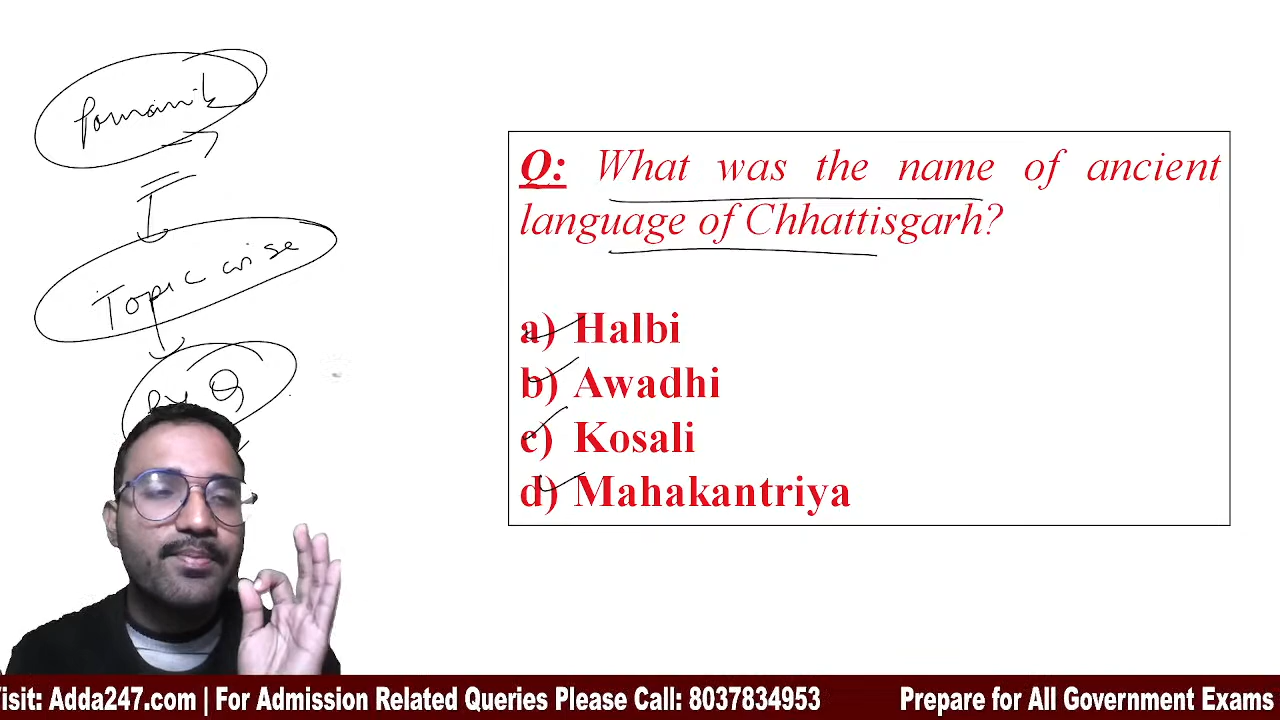 Topic wise
Q: What was the name of ancient
language of Chhattisgarh?
a) Halbi
b) Awadhi
c) Kosali
d) Mahakantriya
isit: Adda247.com | For Admission Related Queries Please Call: 8037834953
Prepare for All Government Exams